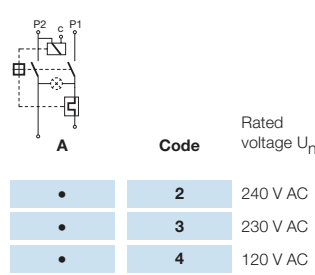 P2 c P1
A Code Rated voltage Un
• 2 240 V AC
• 3 230 V AC
• 4 120 V AC